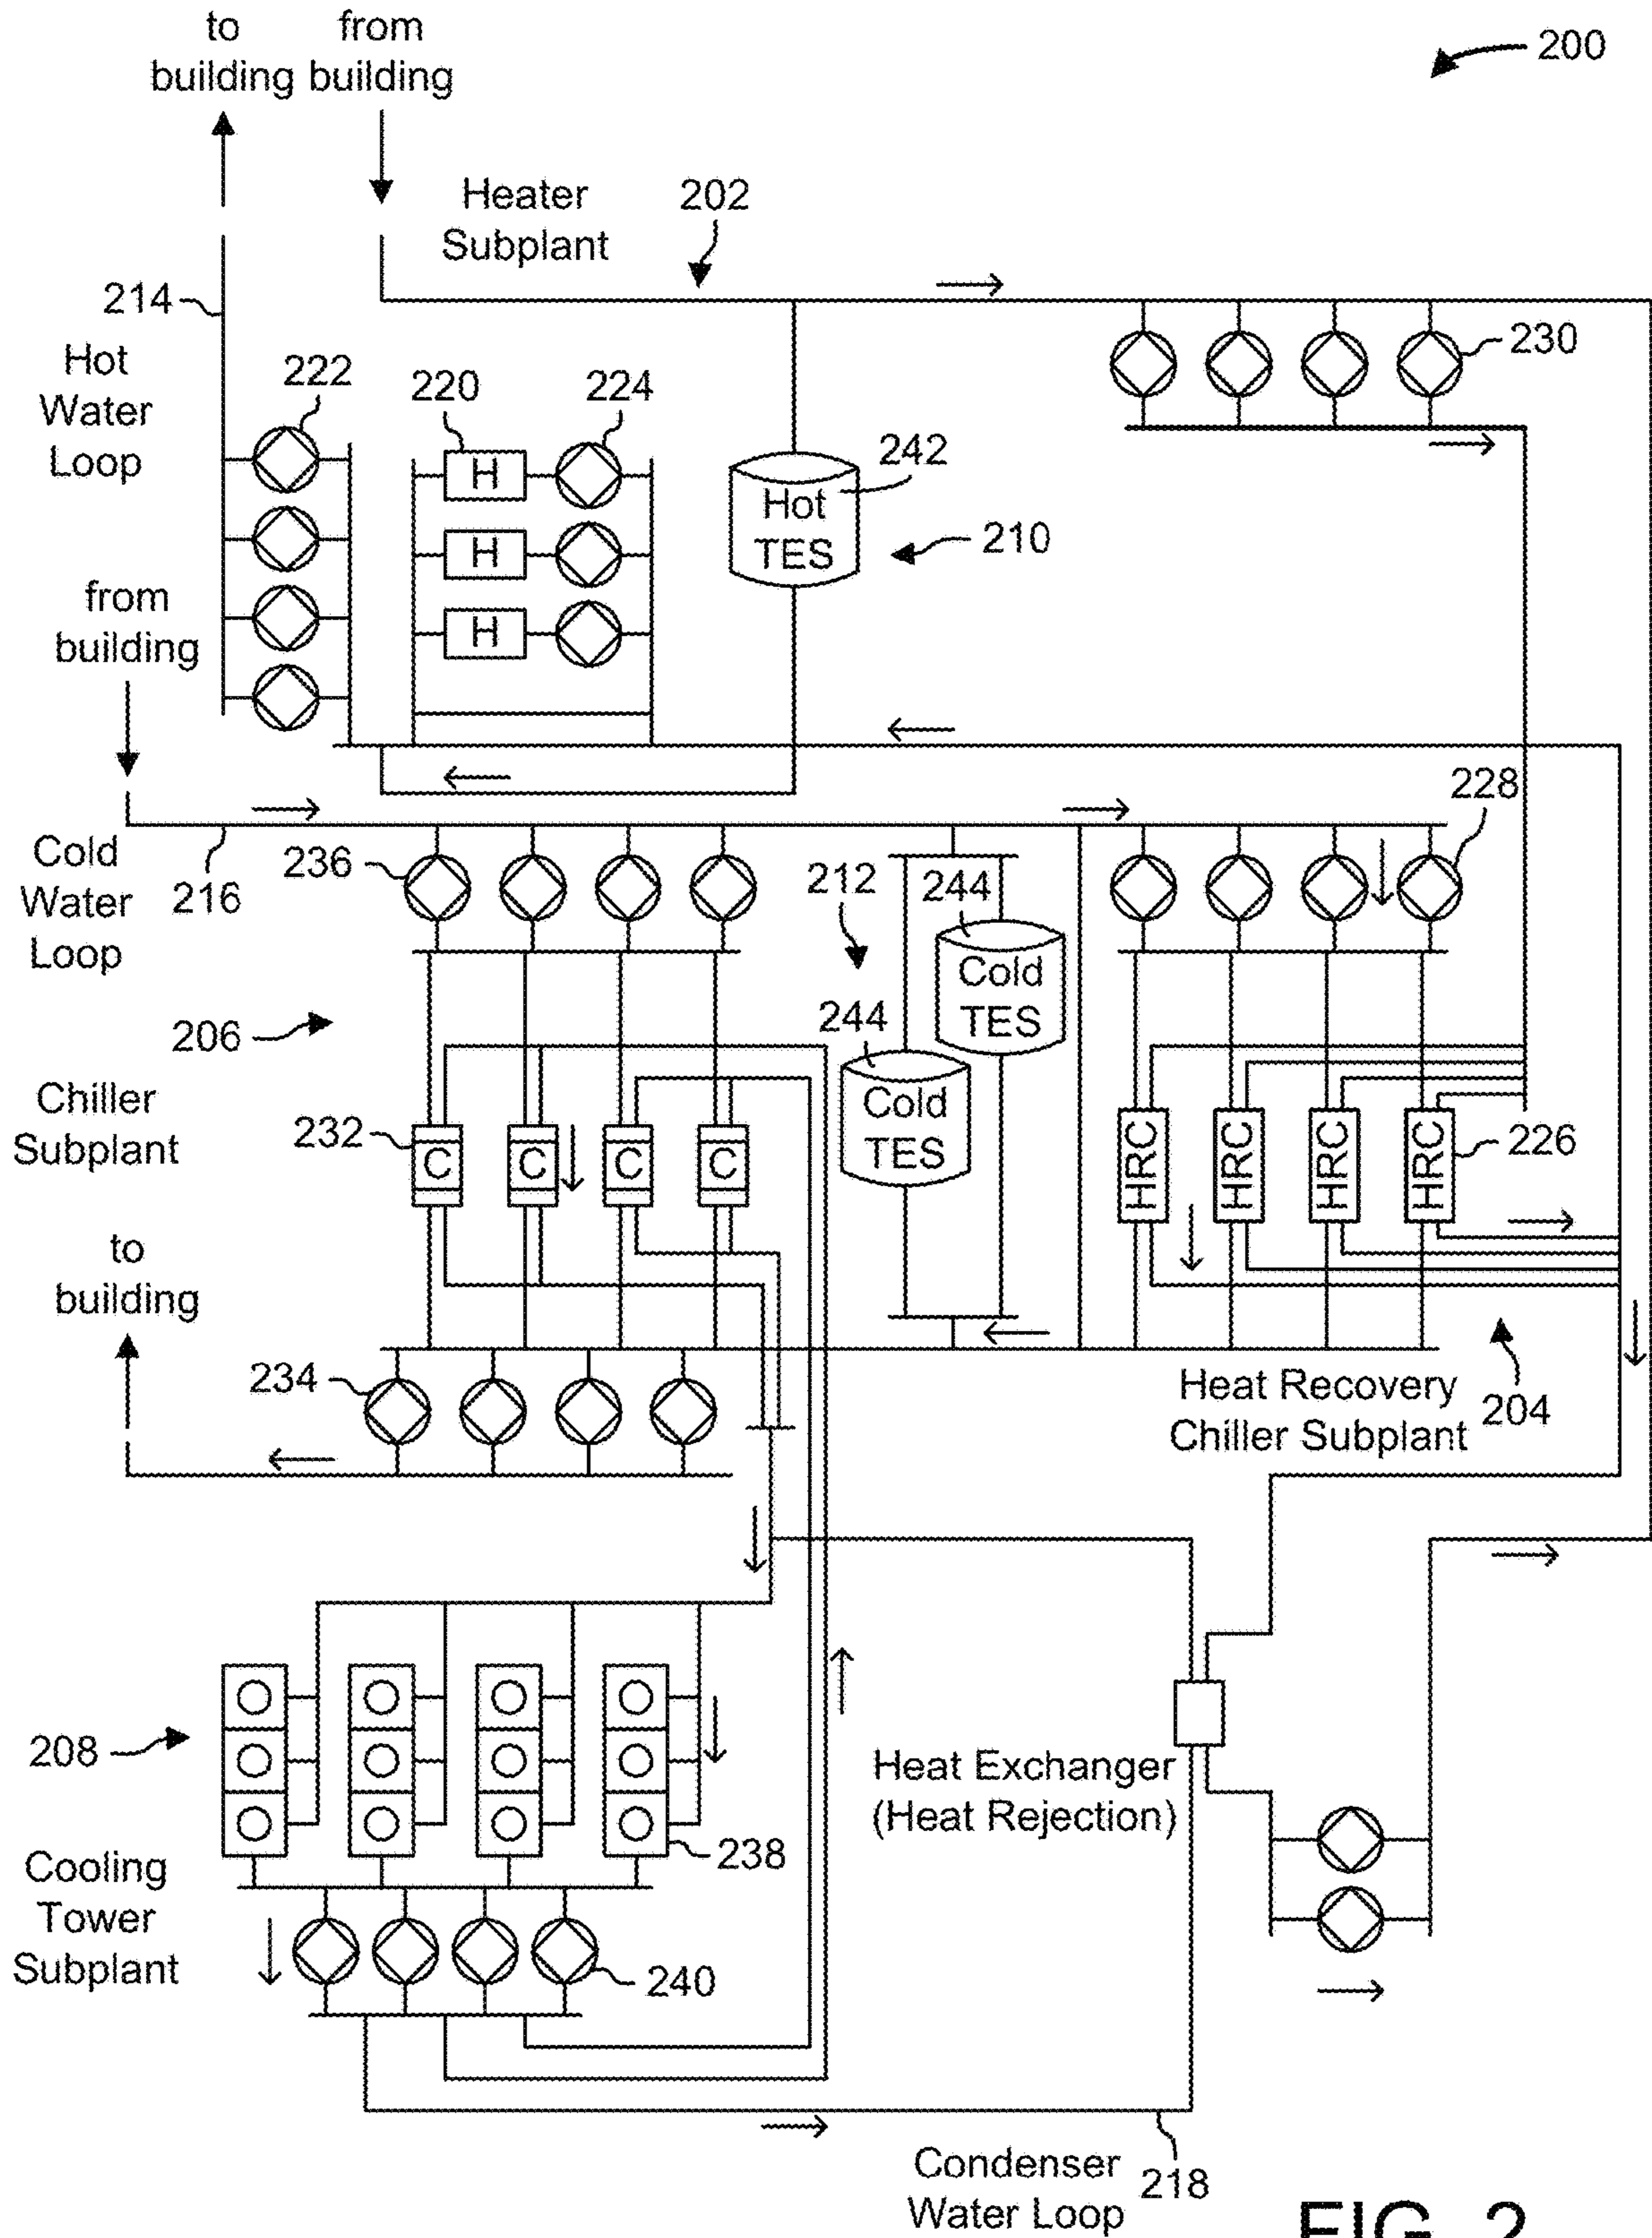 to
building
from
building
200
Heater
Subplant
202
214
Hot
Water
Loop
222
220
224
230
H
H
H
242
Hot
TES
210
from
building
228
Cold
Water
Loop
216
236
212
244
Cold
TES
244
Cold
TES
206
Chiller
Subplant
232
C
C
C
C
HRC
HRC
HRC
HRC
226
to
building
234
Heat Recovery
Chiller Subplant
204
208
Heat Exchanger
(Heat Rejection)
238
Cooling
Tower
Subplant
240
Condenser
Water Loop
218
FIG. 2